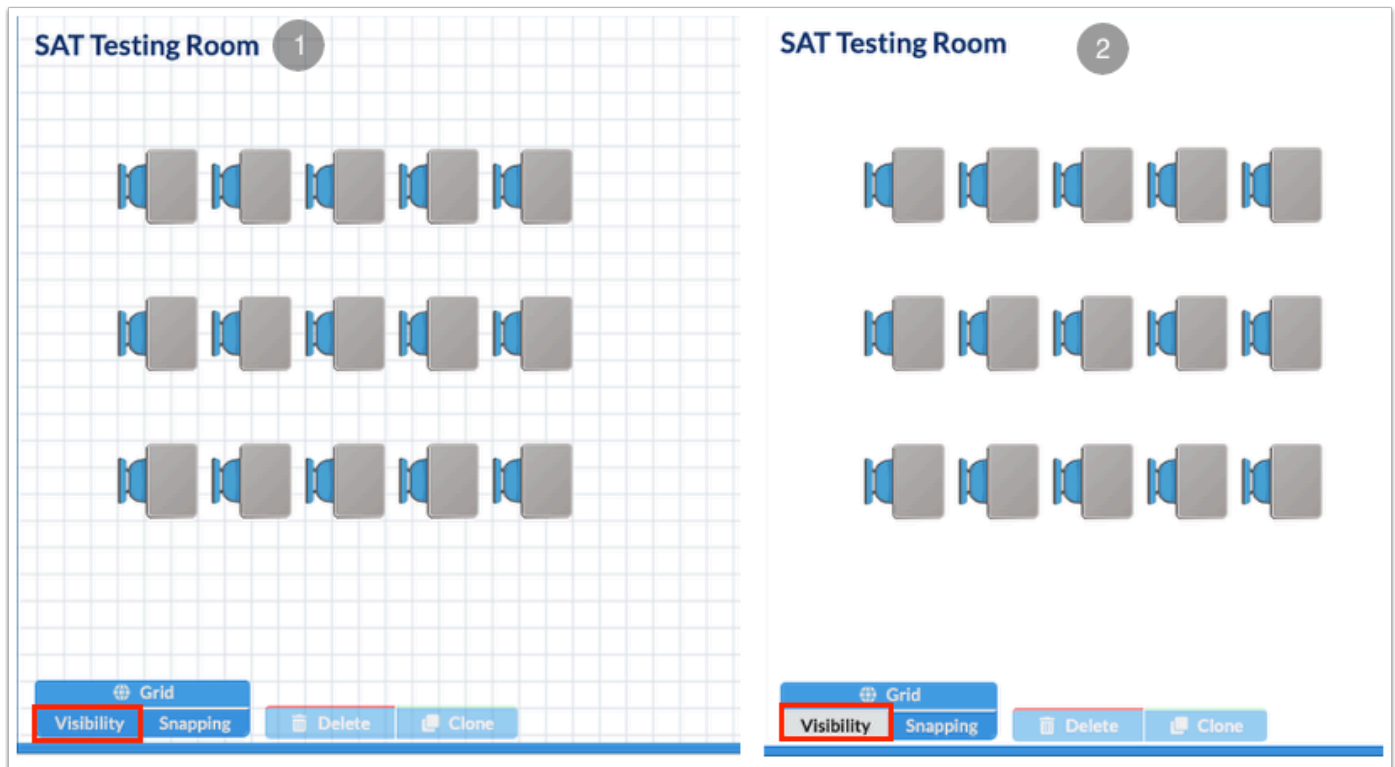 SAT Testing Room 1
Grid
Visibility Snapping Delete Clone
SAT Testing Room 2
Grid
Visibility Snapping Delete Clone